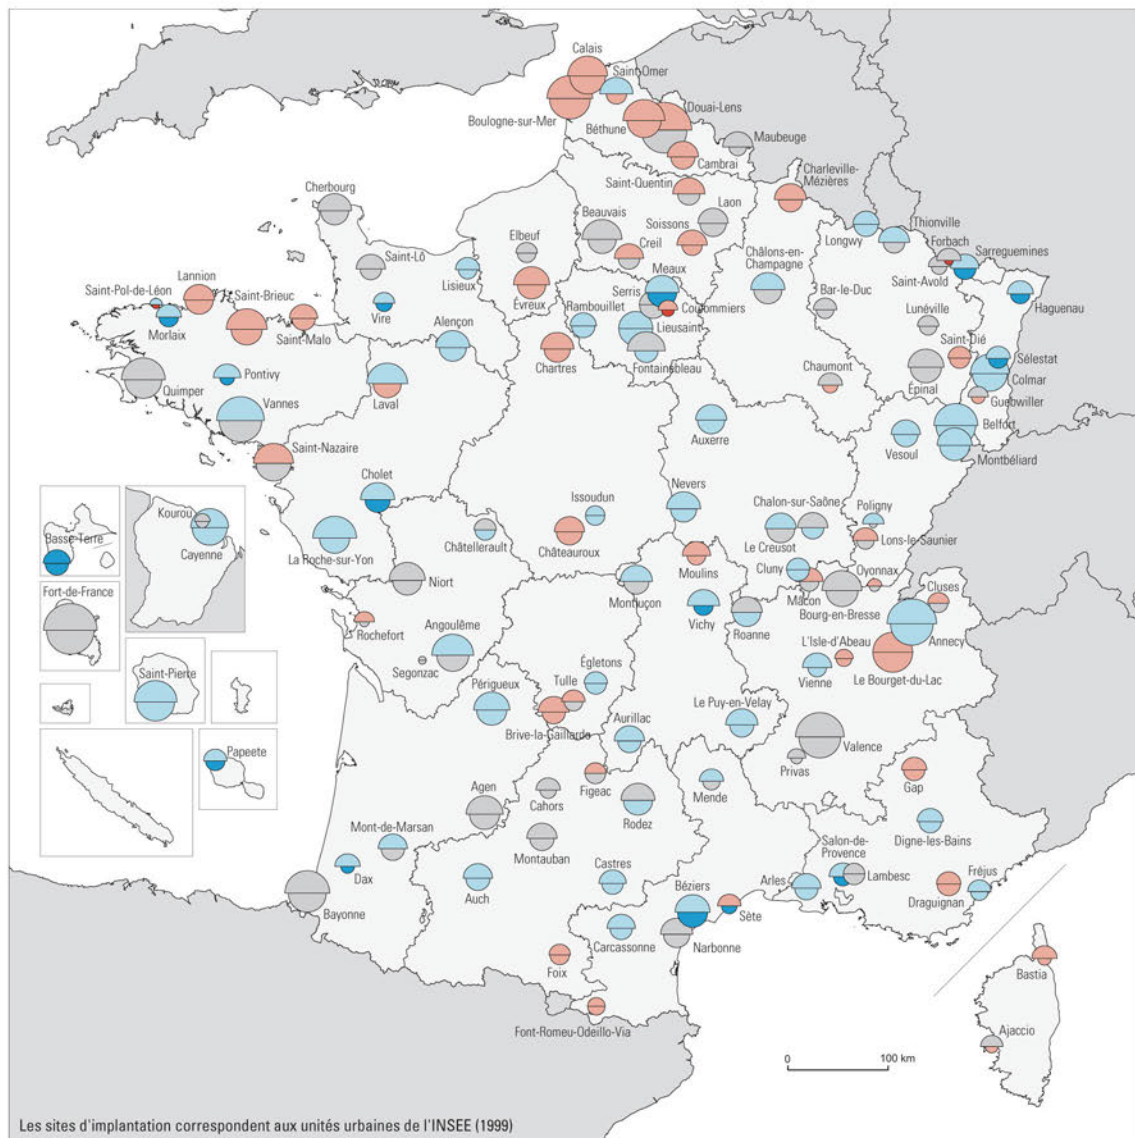 Calais
Saint-Omer
Boulogne-sur-Mer
Béthune
Douai-Lens
Maubeuge
Cambrai
Charleville-
Mézières
Saint-Quentin
Cherbourg
Beauvais
Laon
Elbeuf
Soissons
Creil
Longwy
Thionville
Forbach
Sarreguemines
Saint-Lô
Lisieux
Évreux
Meaux
Châlons-en-
Champagne
Saint-Avold
Lannion
Saint-Pol-de-Léon
Saint-Brieuc
Serris
Coulommiers
Bar-le-Duc
Haguenau
Morlaix
Saint-Malo
Vire
Alençon
Rambouillet
Lieusaint
Lunéville
Saint-Dié
Sélestat
Pontivy
Quimper
Laval
Chartres
Fontainebleau
Chaumont
Épinal
Colmar
Guebwiller
Vannes
Auxerre
Belfort
Vesoul
Montbéliard
Saint-Nazaire
Cholet
Issoudun
Nevers
Chalon-sur-Saône
Poligny
Kourou
Basse-Terre
Cayenne
La Roche-sur-Yon
Châtellerault
Châteauroux
Le Creusot
Lons-le-Saunier
Moulins
Cluny
Oyonnax
Fort-de-France
Niort
Montluçon
Mâcon
Bourg-en-Bresse
Cluses
Rochefort
Angoulême
Vichy
Roanne
Annecy
L'Isle-d'Abeau
Segonzac
Vienne
Le Bourget-du-Lac
Saint-Pierre
Périgueux
Égletons
Tulle
Brive-la-Gaillarde
Aurillac
Le Puy-en-Velay
Valence
Privas
Papeete
Agen
Cahors
Figeac
Rodez
Mende
Gap
Mont-de-Marsan
Montauban
Digne-les-Bains
Dax
Auch
Castres
Arles
Salon-de-
Provence
Lambesc
Fréjus
Draguignan
Bayonne
Béziers
Sète
Carcassonne
Narbonne
Foix
Bastia
Font-Romeu-Odeillo-Via
Ajaccio
0
100 km
Les sites d'implantation correspondent aux unités urbaines de l'INSEE (1999)